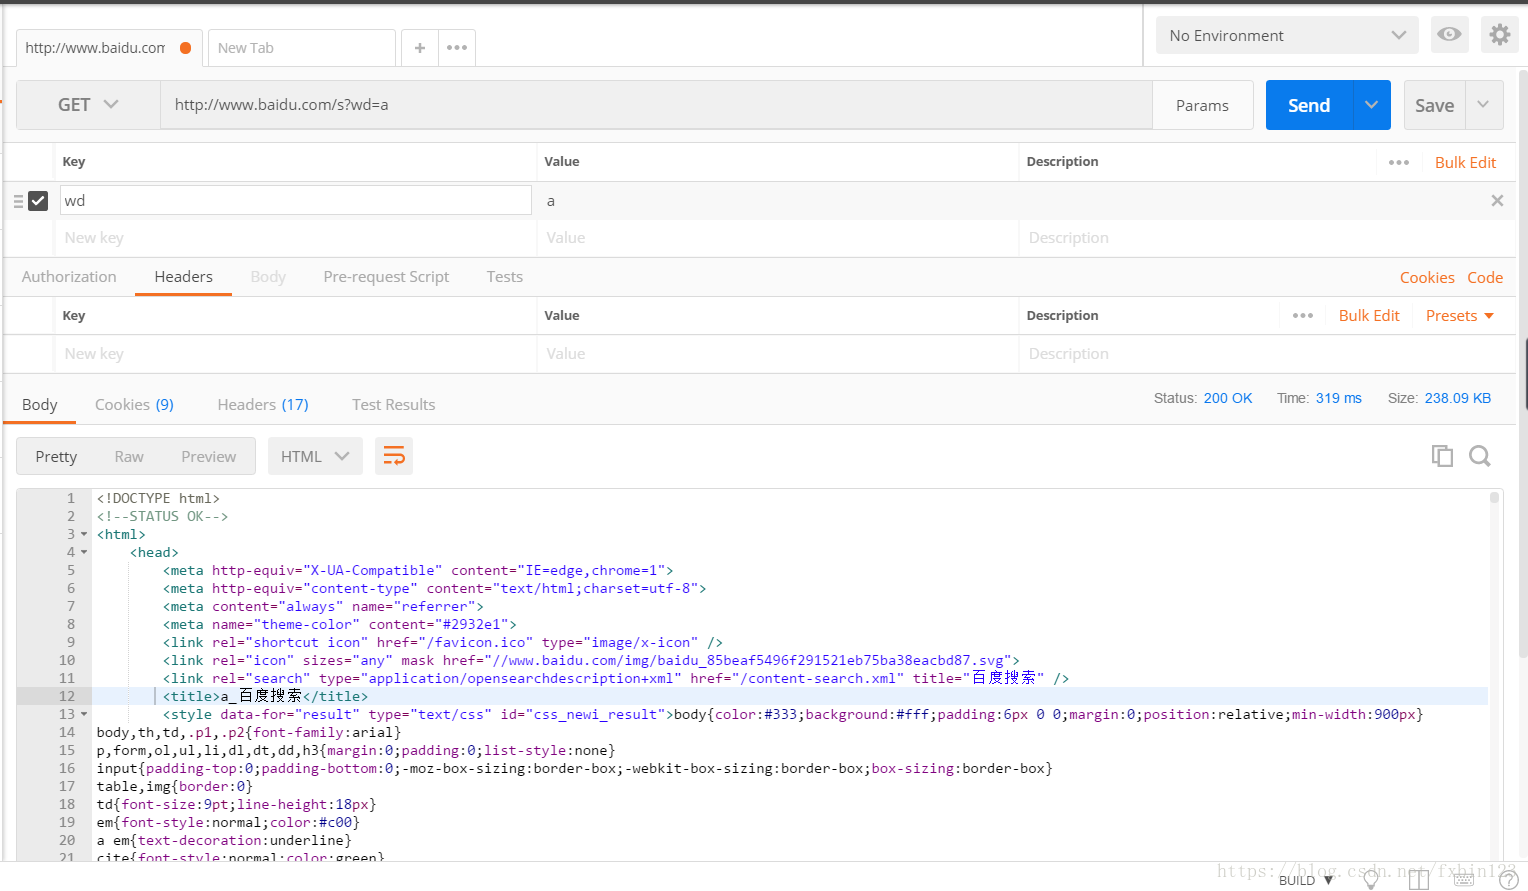 http://www.baidu.com
New Tab
+
•••
No Environment
GET
http://www.baidu.com/s?wd=a
Params
Send
Save
Key Value Description ••• Bulk Edit
wd a
New key Value Description
Authorization Headers Body Pre-request Script Tests Cookies Code
Key Value Description ••• Bulk Edit Presets
New key Value Description
Body Cookies (9) Headers (17) Test Results Status: 200 OK Time: 319 ms Size: 238.09 KB
Pretty Raw Preview HTML
1 <!DOCTYPE html>
2 <!--STATUS OK-->
3 <html>
4 <head>
5 <meta http-equiv="X-UA-Compatible" content="IE=edge,chrome=1">
6 <meta http-equiv="content-type" content="text/html;charset=utf-8">
7 <meta content="always" name="referrer">
8 <meta name="theme-color" content="#2932e1">
9 <link rel="shortcut icon" href="/favicon.ico" type="image/x-icon" />
10 <link rel="icon" sizes="any" mask href="//www.baidu.com/img/baidu_85beaf5496f291521eb75ba38eacbd87.svg">
11 <link rel="search" type="application/opensearchdescription+xml" href="/content-search.xml" title="百度搜索" />
12 <title>a_百度搜索</title>
13 <style data-for="result" type="text/css" id="css_newi_result">body{color:#333;background:#fff;padding:6px 0 0;margin:0;position:relative;min-width:900px}
14 body,th,td,.p1,.p2{font-family:arial}
15 p,form,ol,ul,li,dl,dt,dd,h3{margin:0;padding:0;list-style:none}
16 input{padding-top:0;padding-bottom:0;-moz-box-sizing:border-box;-webkit-box-sizing:border-box;box-sizing:border-box}
17 table,img{border:0}
18 td{font-size:9pt;line-height:18px}
19 em{font-style:normal;color:#c00}
20 a em{text-decoration:underline}
21 cite{font-style:normal;color:green}
https://blog.csdn.net/fxbin123
BUILD